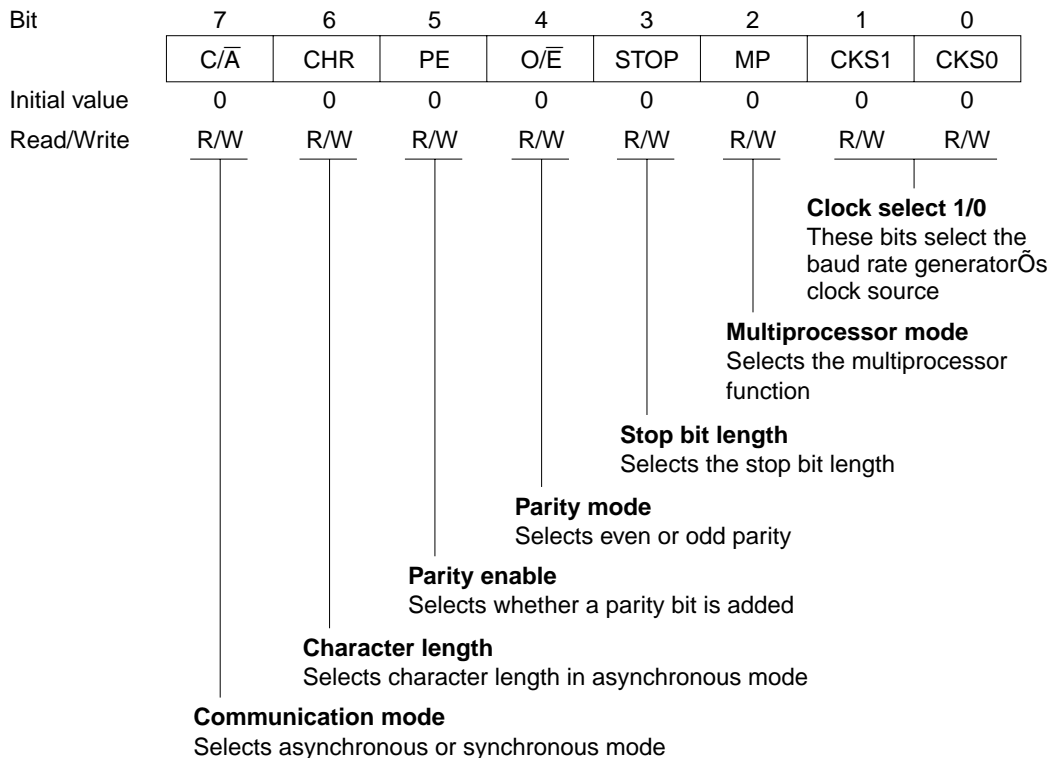 Bit 7 6 5 4 3 2 1 0
C/A̅ CHR PE O/E̅ STOP MP CKS1 CKS0
Initial value 0 0 0 0 0 0 0 0
Read/Write R/W R/W R/W R/W R/W R/W R/W R/W
Clock select 1/0
These bits select the
baud rate generatorÕs
clock source
Multiprocessor mode
Selects the multiprocessor
function
Stop bit length
Selects the stop bit length
Parity mode
Selects even or odd parity
Parity enable
Selects whether a parity bit is added
Character length
Selects character length in asynchronous mode
Communication mode
Selects asynchronous or synchronous mode